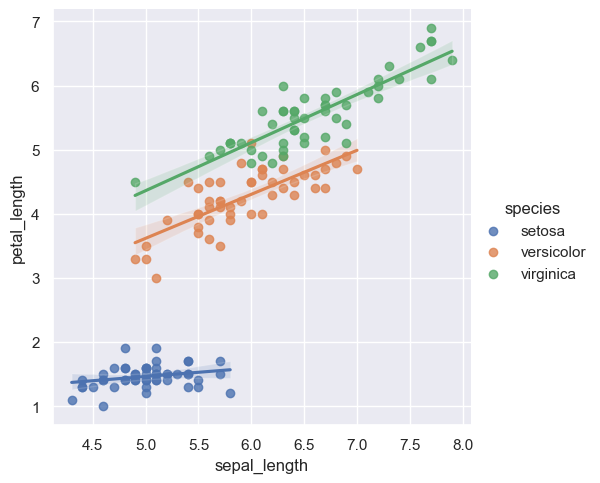 7
6
5
4
3
2
1
petal_length
4.5 5.0 5.5 6.0 6.5 7.0 7.5 8.0
sepal_length
species
setosa
versicolor
virginica